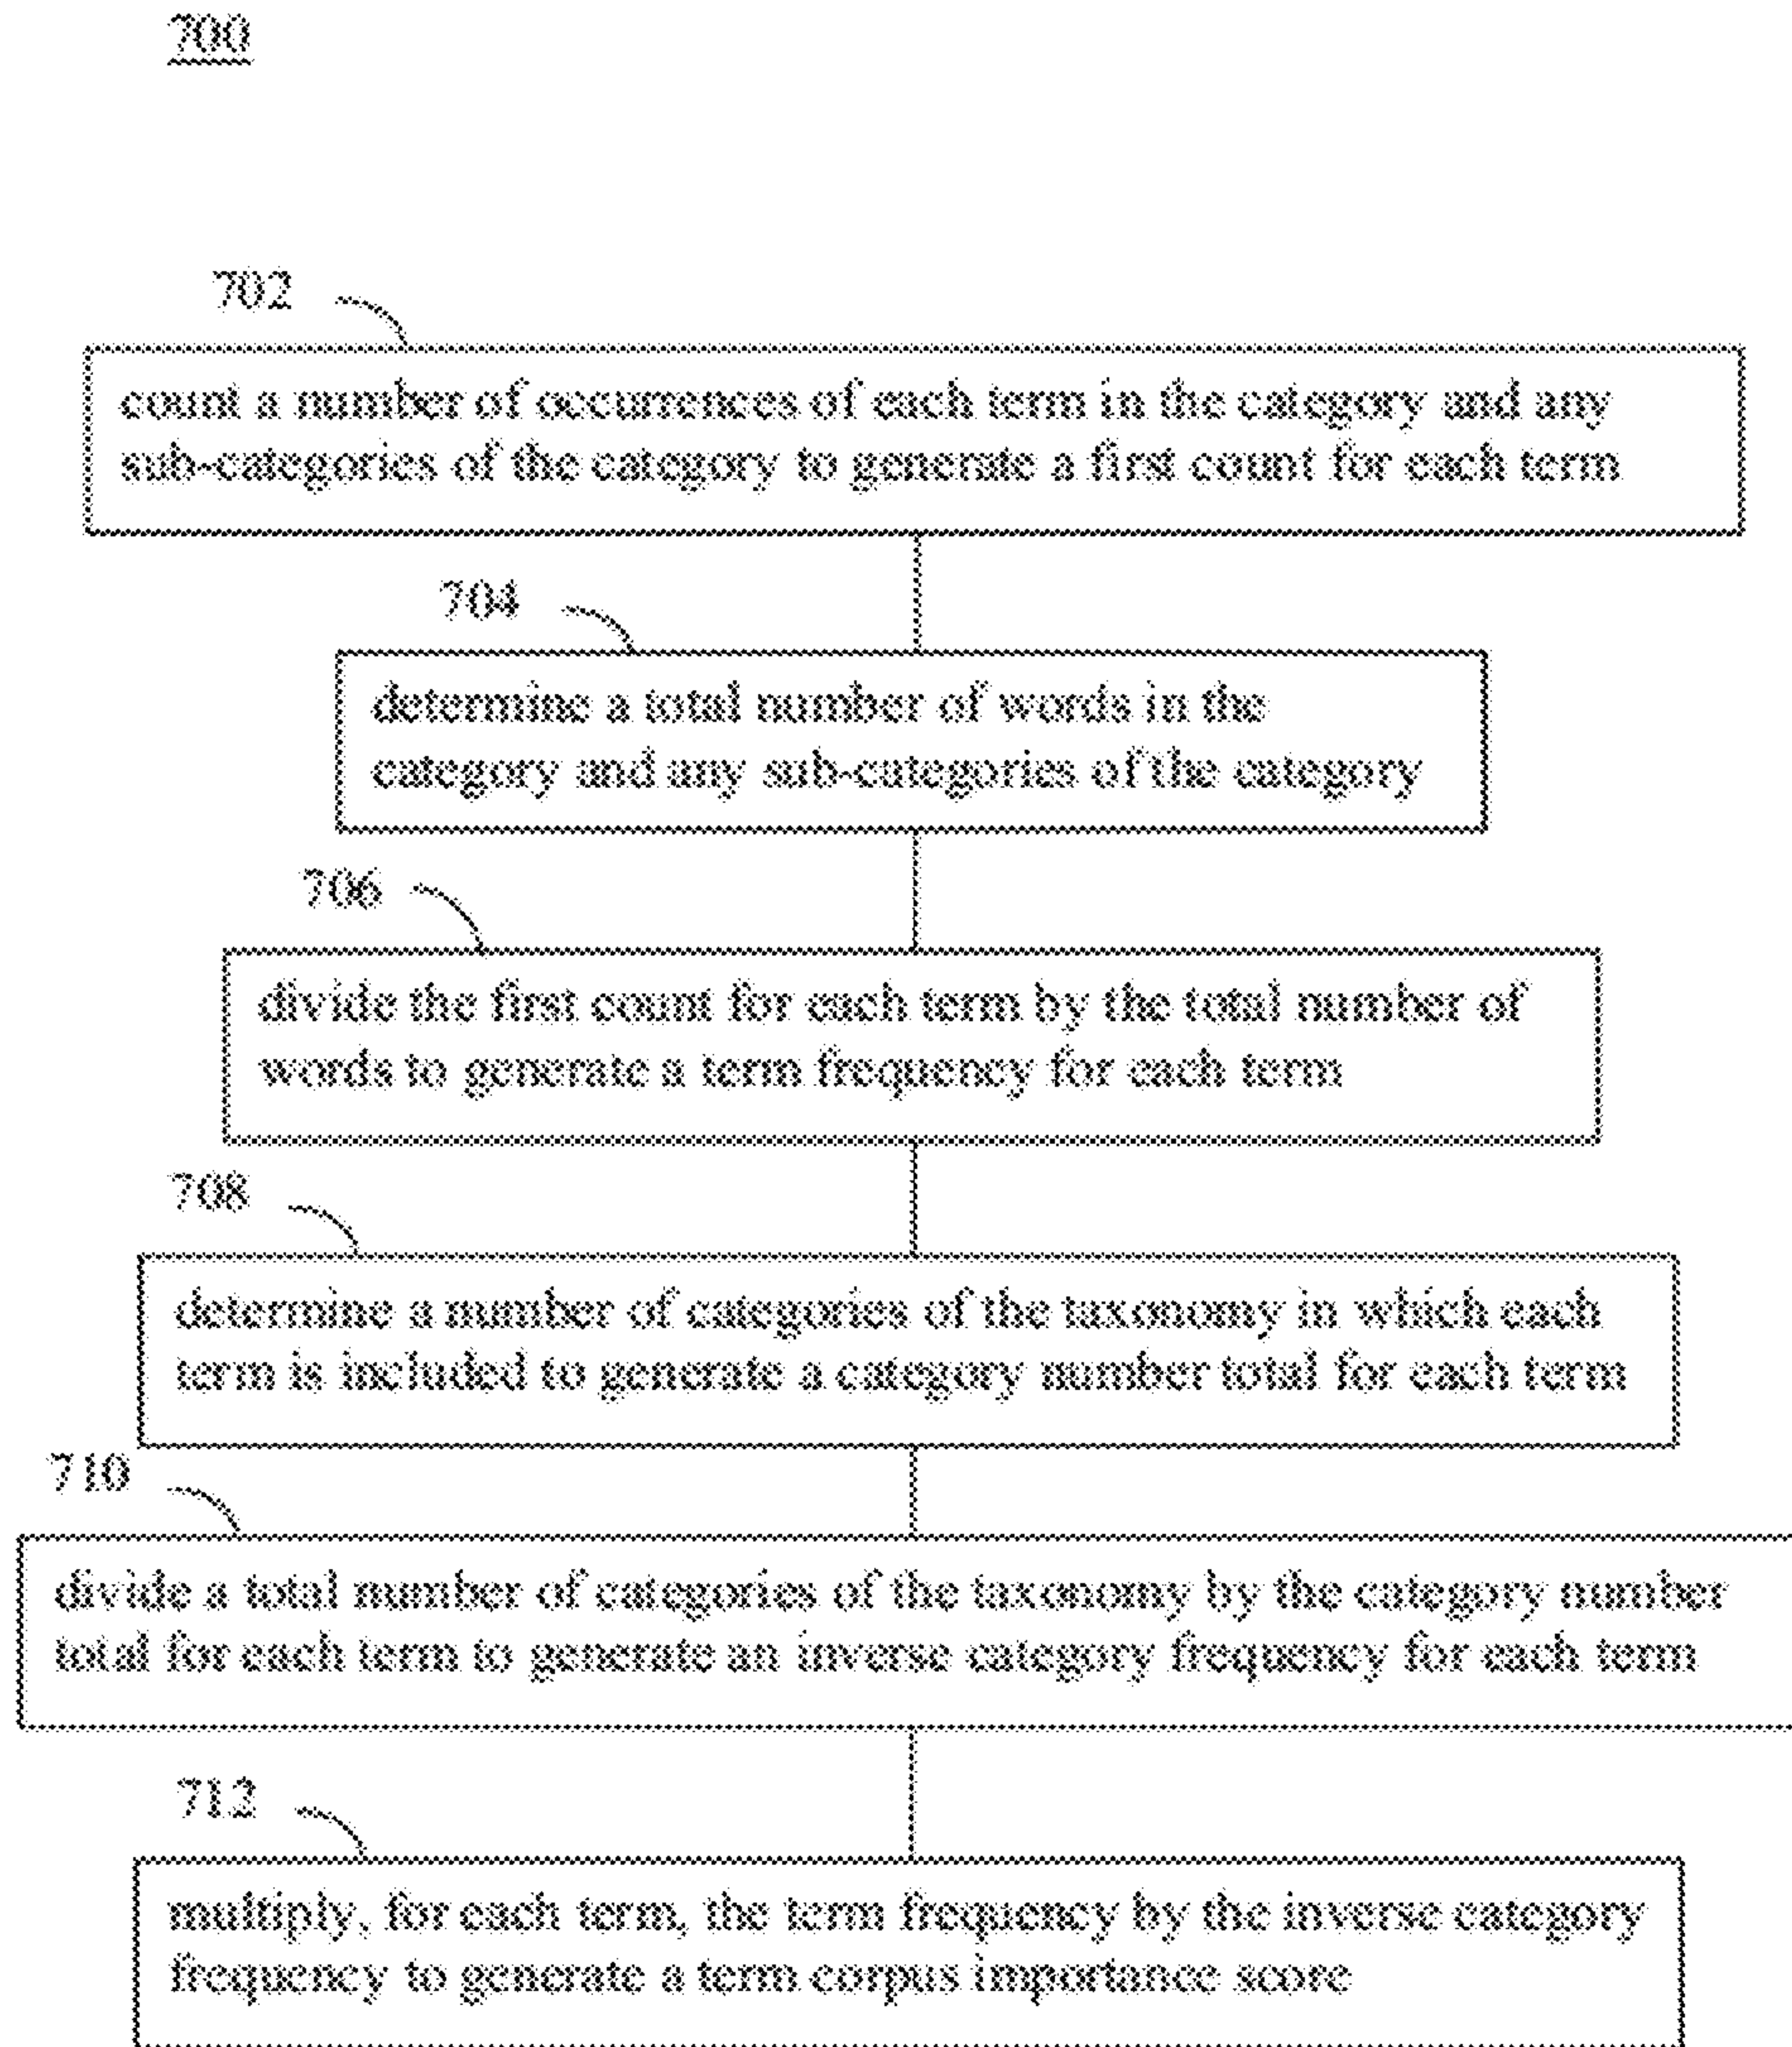 700
702
count a number of occurrences of each term in the category and any
sub-categories of the category to generate a first count for each term
704
determine a total number of words in the
category and any sub-categories of the category
706
divide the first count for each term by the total number of
words to generate a term frequency for each term
708
determine a number of categories of the taxonomy in which each
term is included to generate a category number total for each term
710
divide a total number of categories of the taxonomy by the category number
total for each term to generate an inverse category frequency for each term
712
multiply, for each term, the term frequency by the inverse category
frequency to generate a term corpus importance score